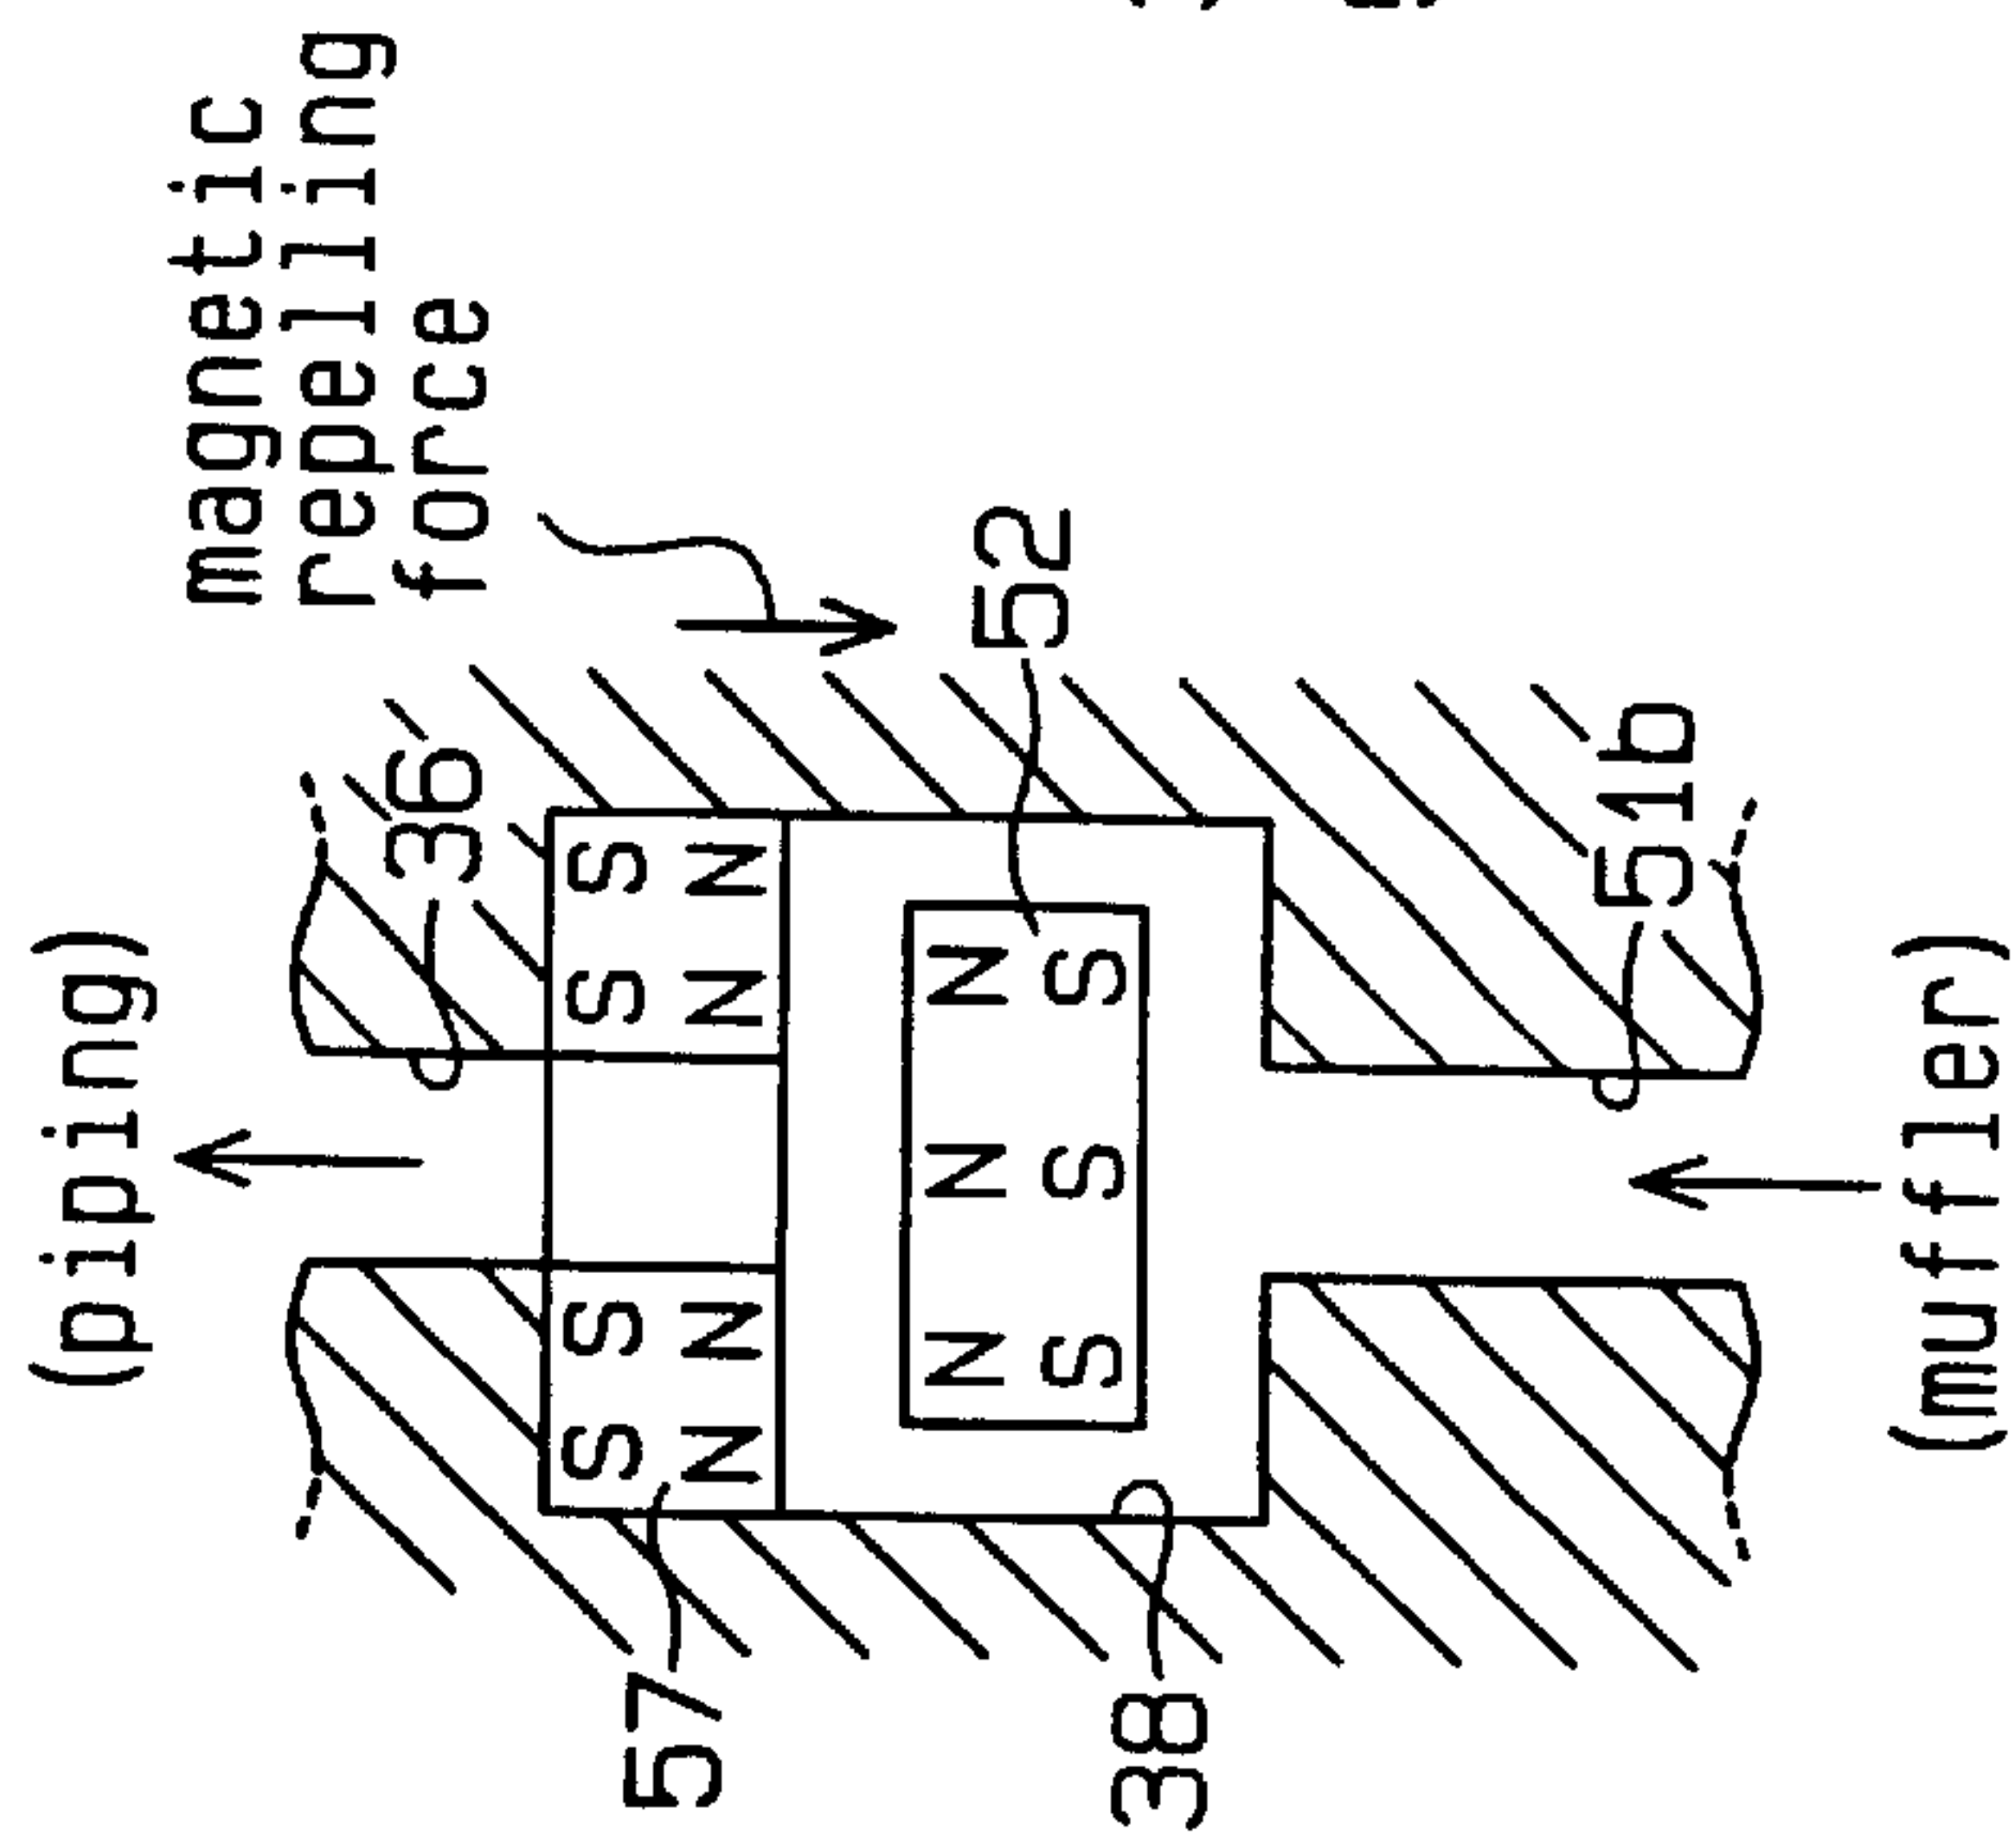 (piping)
magnetic
repelling
force
36
57
S S S S
N N N N
52
N N N
S S S
38
51b
(muffler)